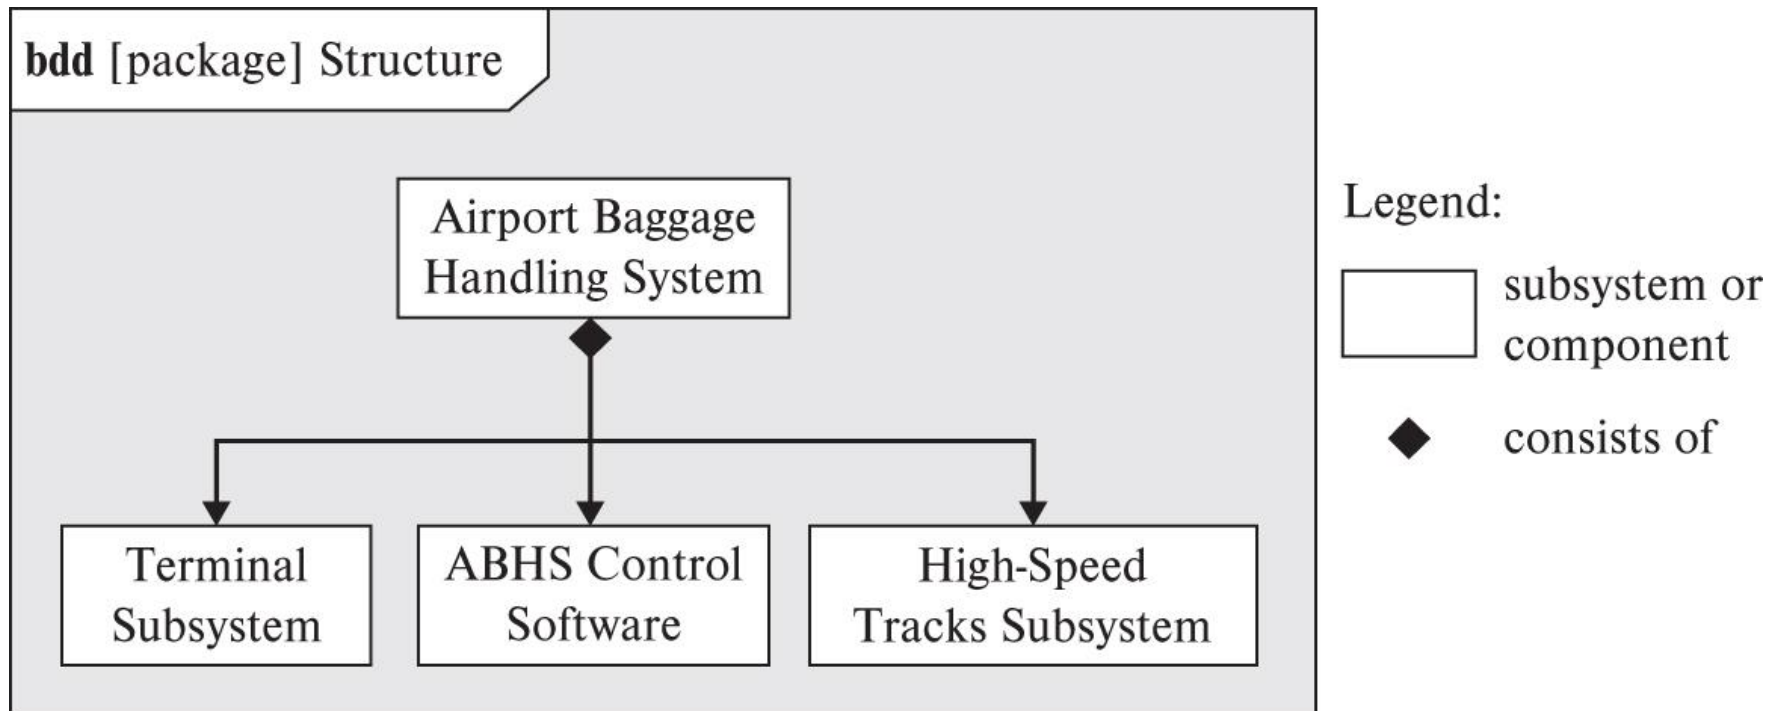 bdd [package] Structure
Airport Baggage
Handling System
Terminal
Subsystem
ABHS Control
Software
High-Speed
Tracks Subsystem
Legend:
subsystem or
component
consists of